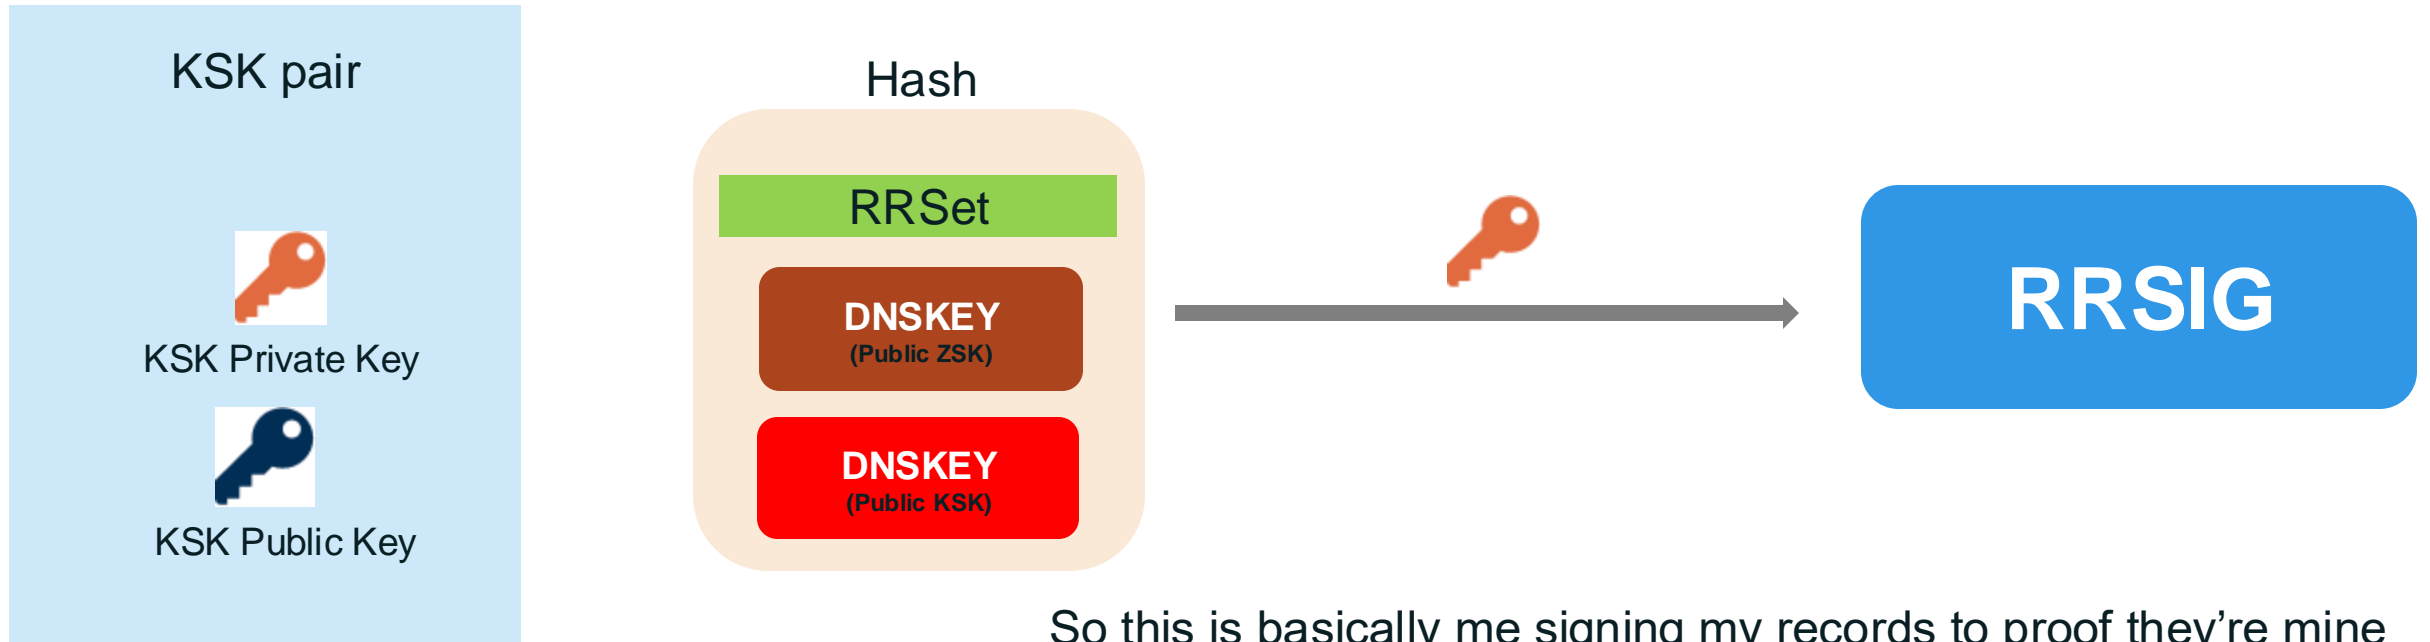 KSK pair
KSK Private Key
KSK Public Key
Hash
RRSet
DNSKEY
(Public ZSK)
DNSKEY
(Public KSK)
RRSIG
So this is basically me signing my records to proof they’re mine